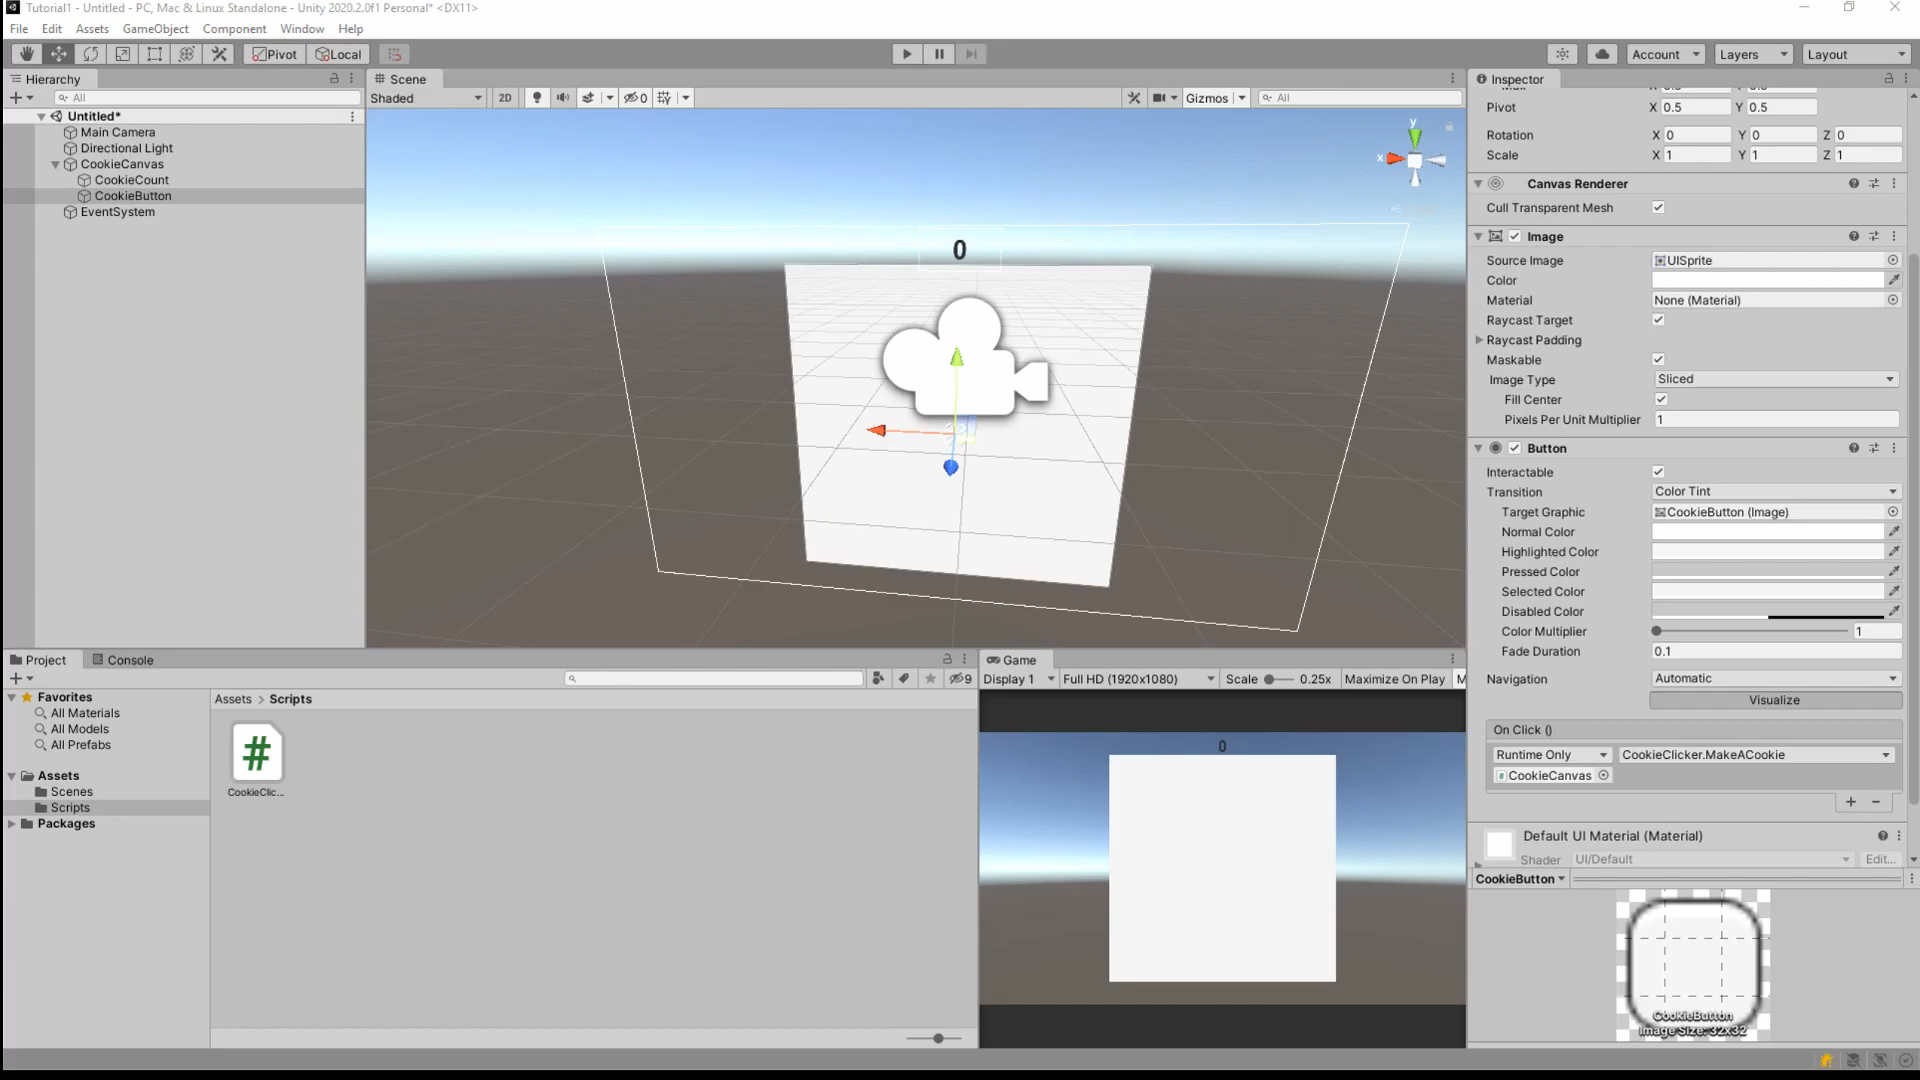 Tutorial1 - Untitled - PC, Mac & Linux Standalone - Unity 2020.2.0f1 Personal* <DX11>
File Edit Assets GameObject Component Window Help
Pivot Local Account Layers Layout
Hierarchy
All
Untitled*
Main Camera
Directional Light
CookieCanvas
CookieCount
CookieButton
EventSystem
Scene
Shaded 2D 0 Gizmos All
y
x
0
Inspector
Pivot X 0.5 Y 0.5
Rotation X 0 Y 0 Z 0
Scale X 1 Y 1 Z 1
Canvas Renderer
Cull Transparent Mesh
Image
Source Image UISprite
Color
Material None (Material)
Raycast Target
Raycast Padding
Maskable
Image Type Sliced
Fill Center
Pixels Per Unit Multiplier 1
Button
Interactable
Transition Color Tint
Target Graphic CookieButton (Image)
Normal Color
Highlighted Color
Pressed Color
Selected Color
Disabled Color
Color Multiplier 1
Fade Duration 0.1
Navigation Automatic
Visualize
On Click ()
Runtime Only CookieClicker.MakeACookie
CookieCanvas
Default UI Material (Material)
Shader UI/Default Edit...
CookieButton
CookieButton
Image Size: 32x32
Project Console
9
Favorites
All Materials
All Models
All Prefabs
Assets
Scenes
Scripts
Packages
Assets > Scripts
#
CookieClic...
Game
Display 1 Full HD (1920x1080) Scale 0.25x Maximize On Play M
0